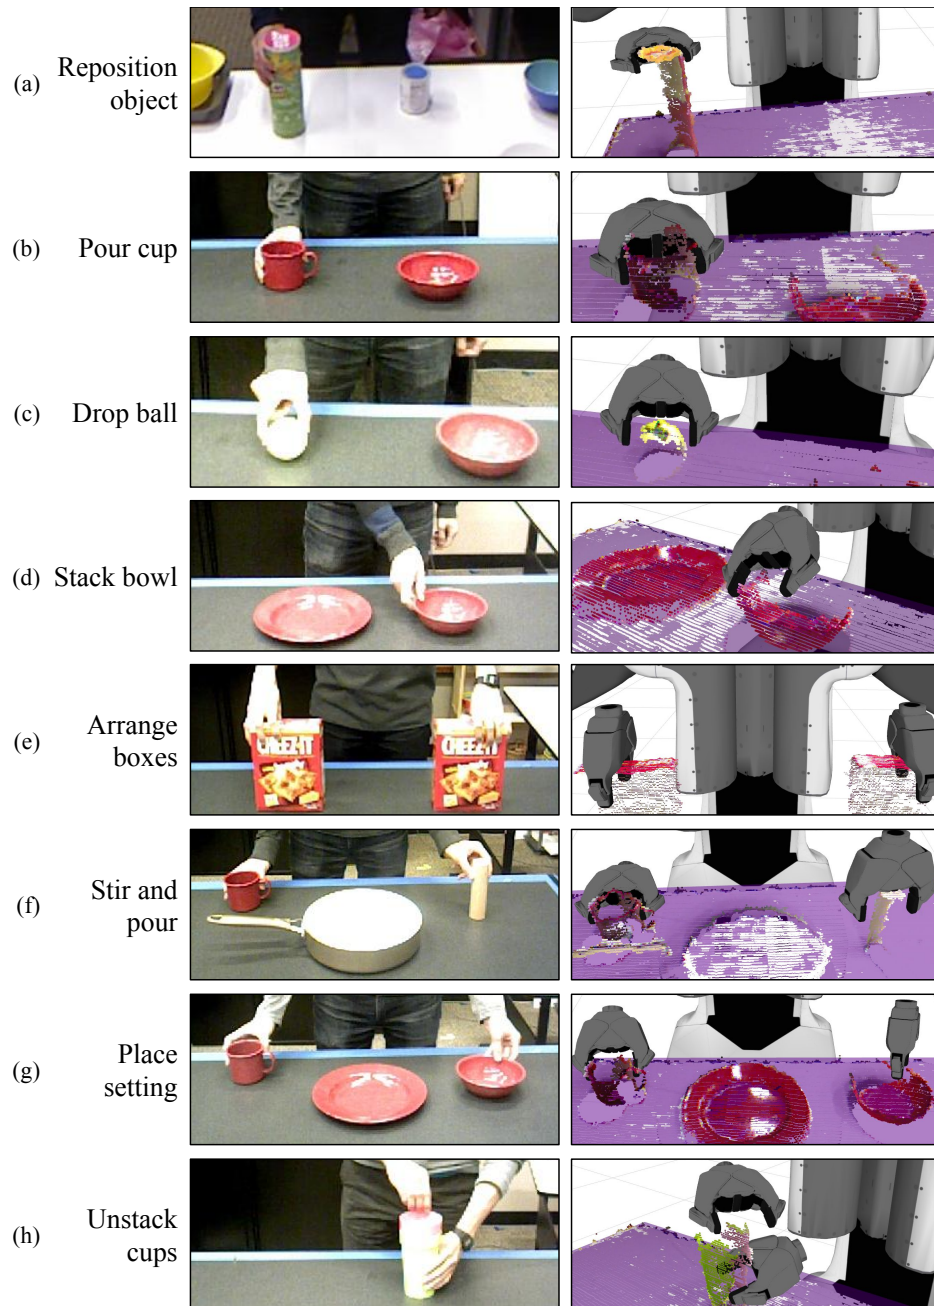 (a) Reposition
object
(b) Pour cup
(c) Drop ball
(d) Stack bowl
(e) Arrange
boxes
CHEEZ-IT
CHEEZ-IT
(f) Stir and
pour
(g) Place
setting
(h) Unstack
cups